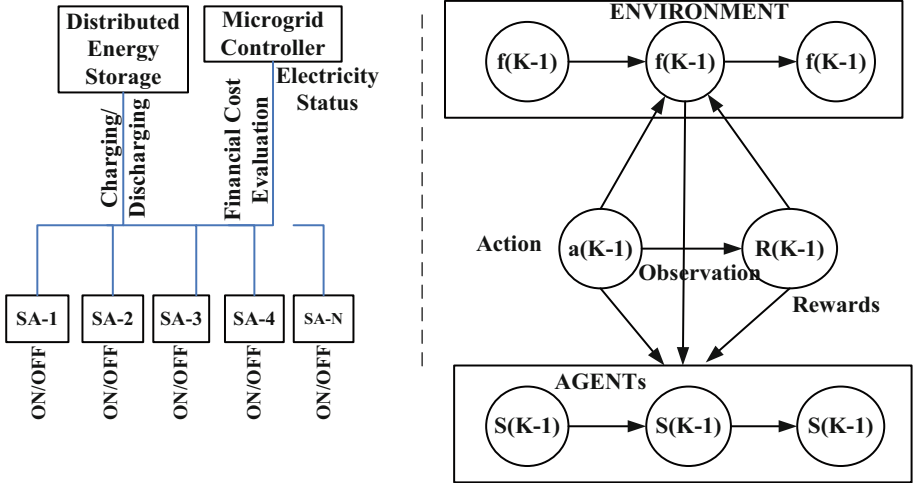 Distributed
Energy
Storage
Microgrid
Controller
Electricity
Status
Charging/
Discharging
Financial Cost
Evaluation
SA-1
SA-2
SA-3
SA-4
SA-N
ON/OFF
ON/OFF
ON/OFF
ON/OFF
ON/OFF
ENVIRONMENT
f(K-1)
f(K-1)
f(K-1)
Action
a(K-1)
R(K-1)
Observation
Rewards
AGENTs
S(K-1)
S(K-1)
S(K-1)